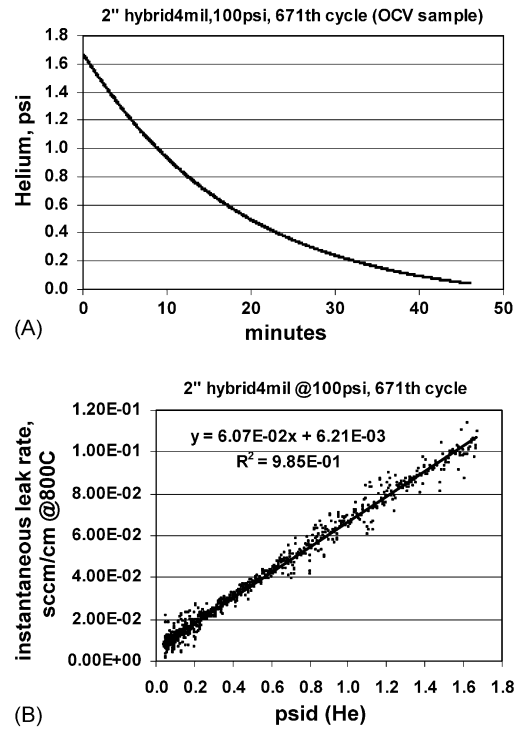 2" hybrid4mil,100psi, 671th cycle (OCV sample)
Helium, psi
1.8
1.6
1.4
1.2
1.0
0.8
0.6
0.4
0.2
0.0
0 10 20 30 40 50
minutes
(A)
2" hybrid4mil @100psi, 671th cycle
instantaneous leak rate,
sccm/cm @800C
1.20E-01
1.00E-01
8.00E-02
6.00E-02
4.00E-02
2.00E-02
0.00E+00
y = 6.07E-02x + 6.21E-03
R² = 9.85E-01
0.0 0.2 0.4 0.6 0.8 1.0 1.2 1.4 1.6 1.8
psid (He)
(B)